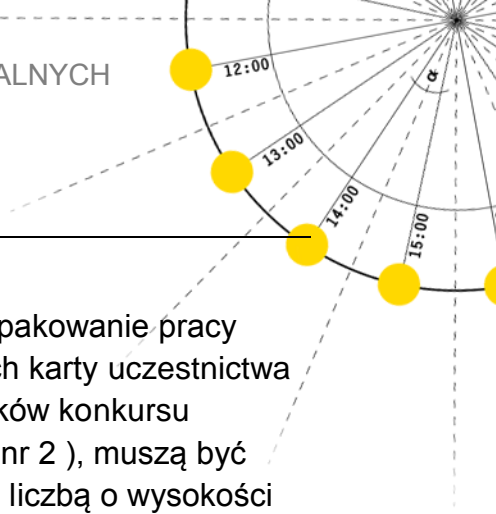 ALNYCH
12:00
13:00
14:00
15:00
α
pakowanie pracy
h karty uczestnictwa
ków konkursu
nr 2 ), muszą być
liczbą o wysokości